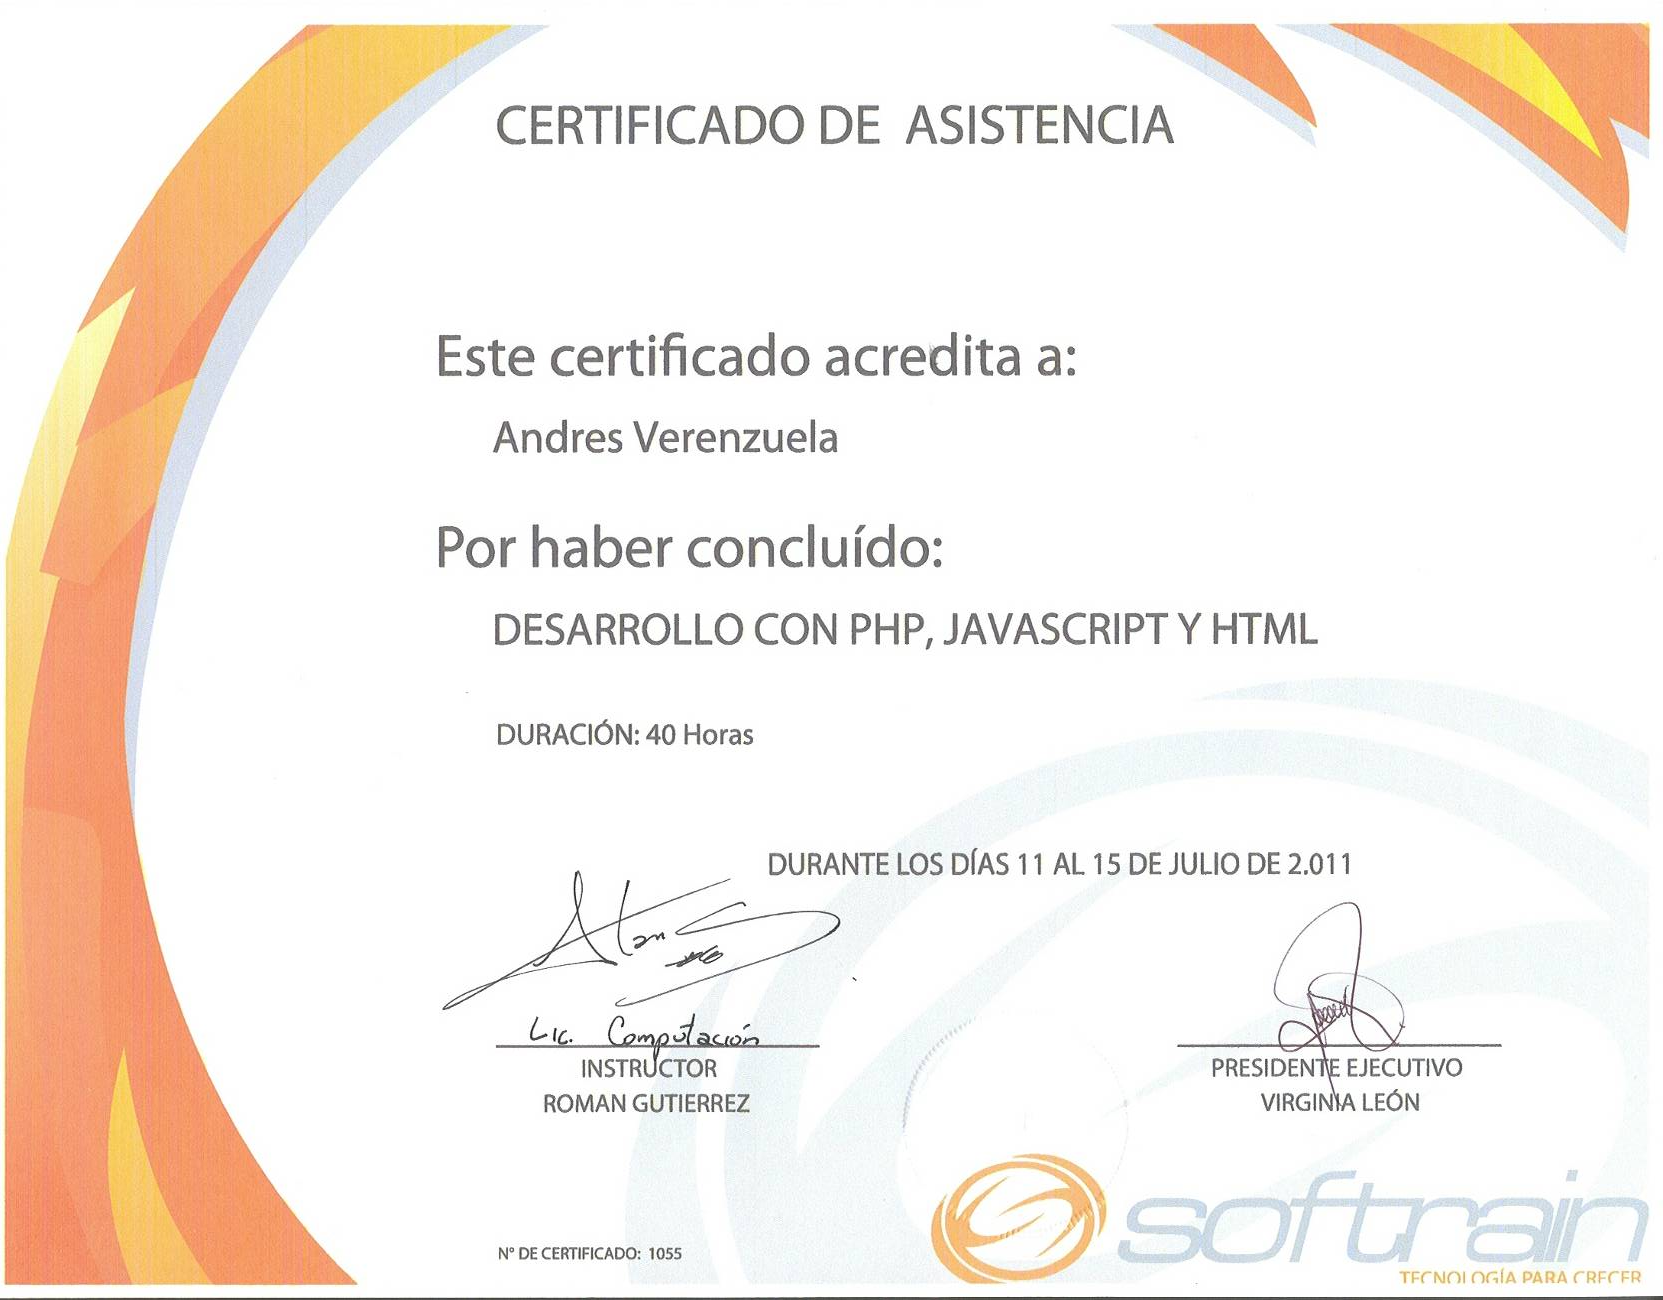 CERTIFICADO DE ASISTENCIA
Este certificado acredita a:
Andres Verenzuela
Por haber concluído:
DESARROLLO CON PHP, JAVASCRIPT Y HTML
DURACIÓN: 40 Horas
DURANTE LOS DÍAS 11 AL 15 DE JULIO DE 2.011
Lic. Computación
INSTRUCTOR
ROMAN GUTIERREZ
PRESIDENTE EJECUTIVO
VIRGINIA LEÓN
N° DE CERTIFICADO: 1055
softrain
TECNOLOGÍA PARA CRECER